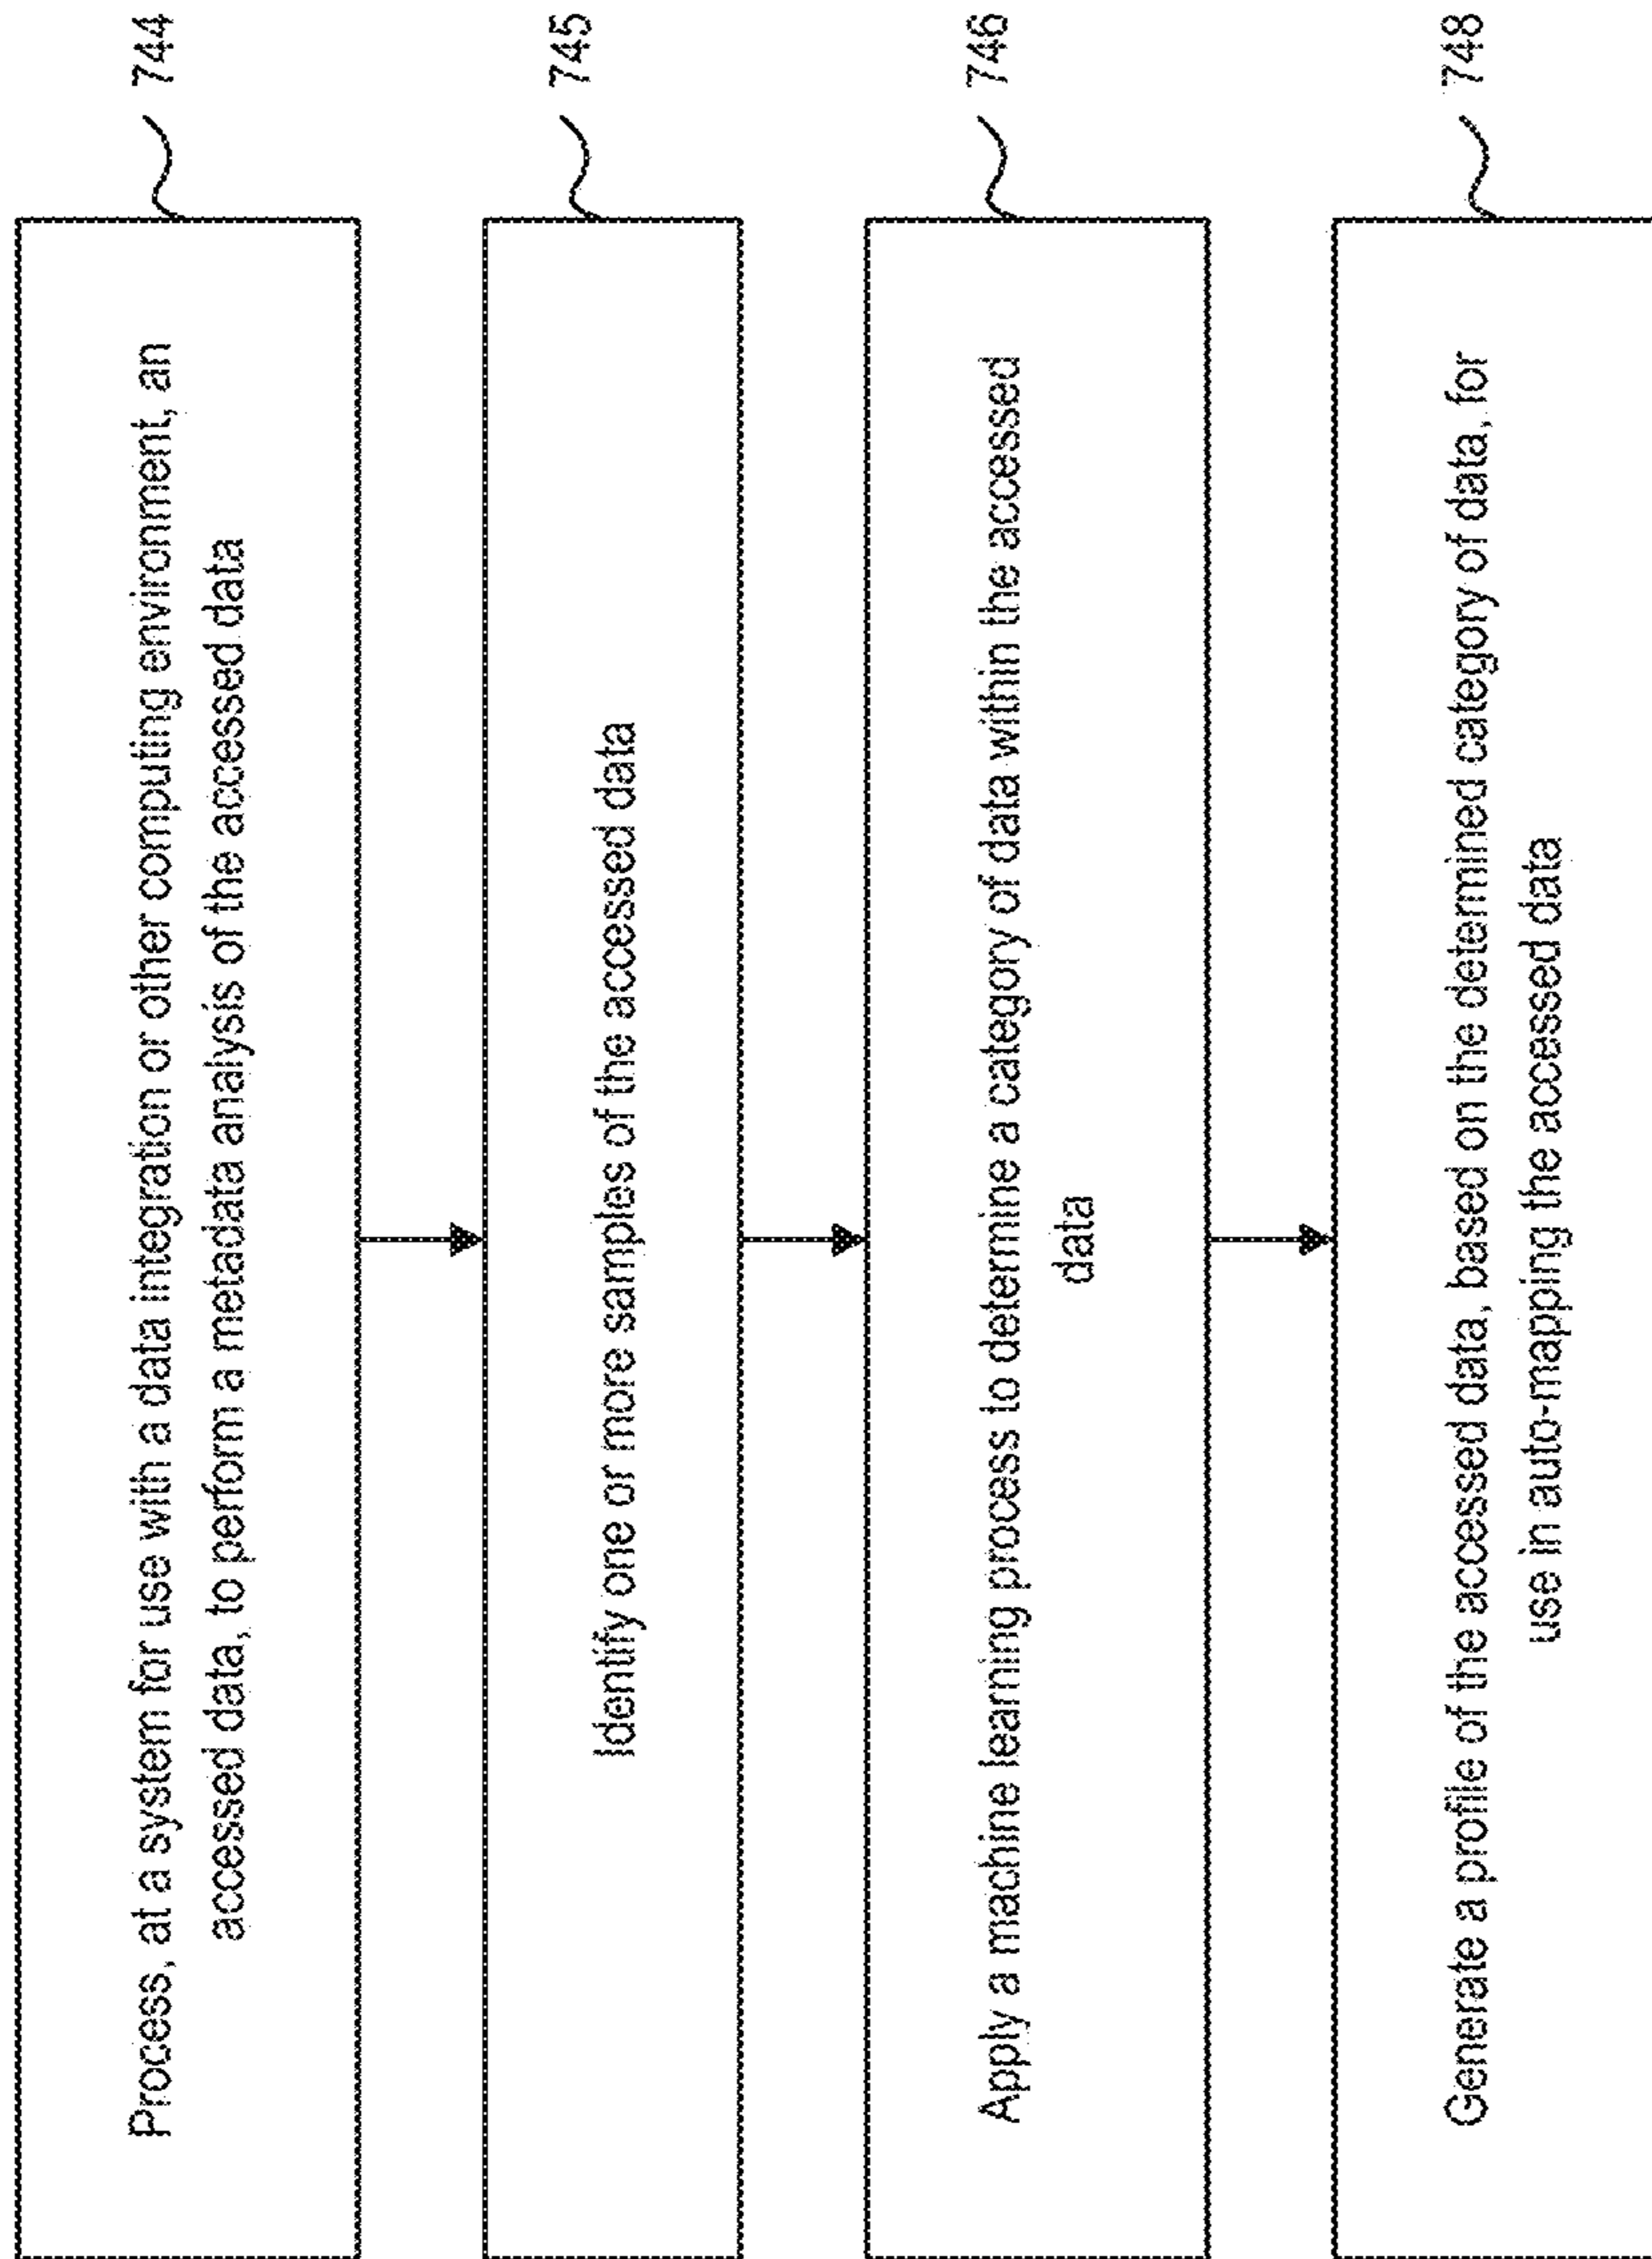 Process, at a system for use with a data integration or other computing environment, an
accessed data, to perform a metadata analysis of the accessed data
744
Identify one or more samples of the accessed data
745
Apply a machine learning process to determine a category of data within the accessed
data
746
Generate a profile of the accessed data, based on the determined category of data, for
use in auto-mapping the accessed data
748